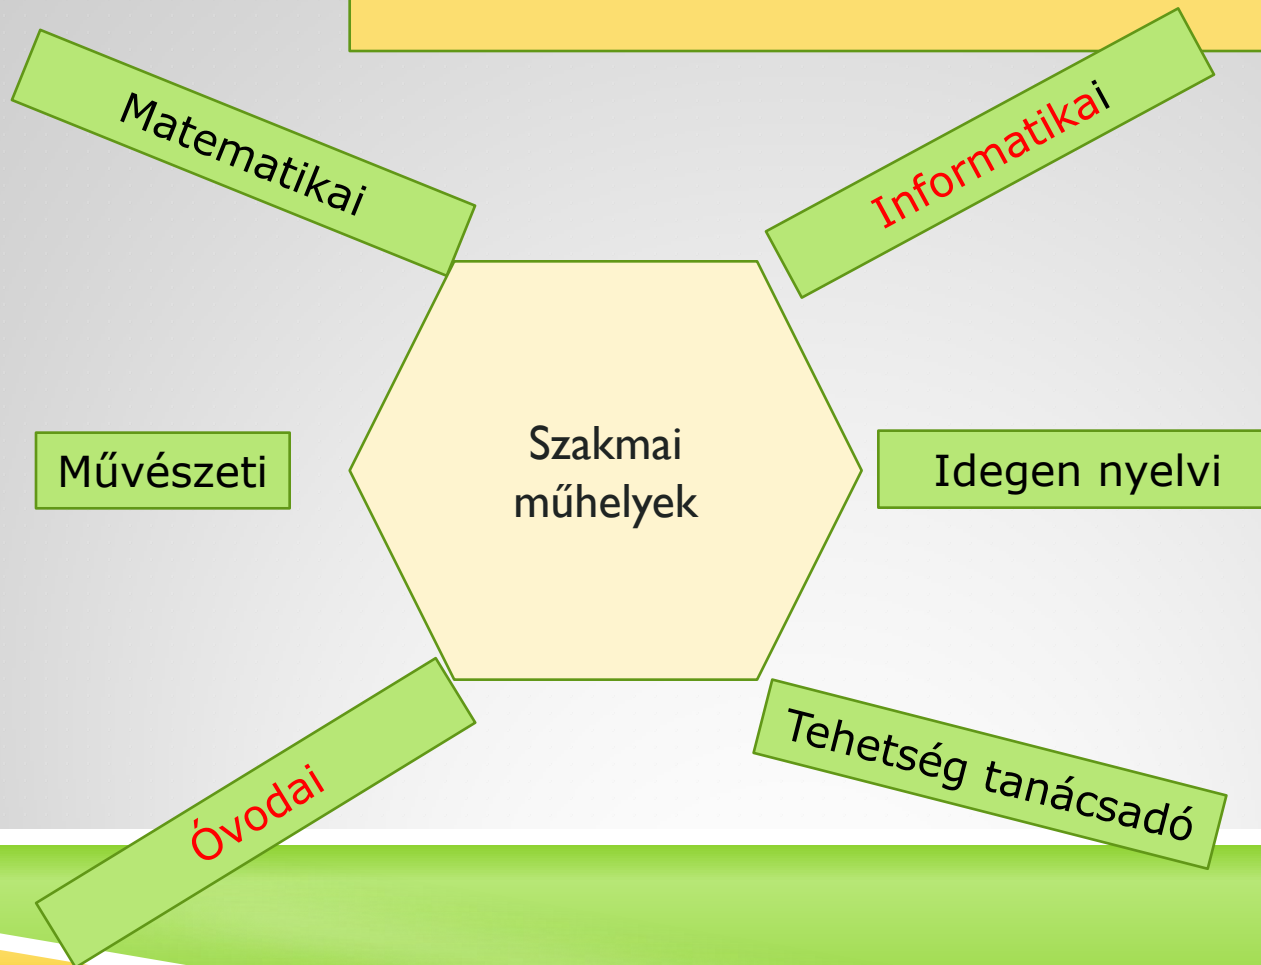 Matematikai
Informatikai
Művészeti
Szakmai
műhelyek
Idegen nyelvi
Óvodai
Tehetség tanácsadó